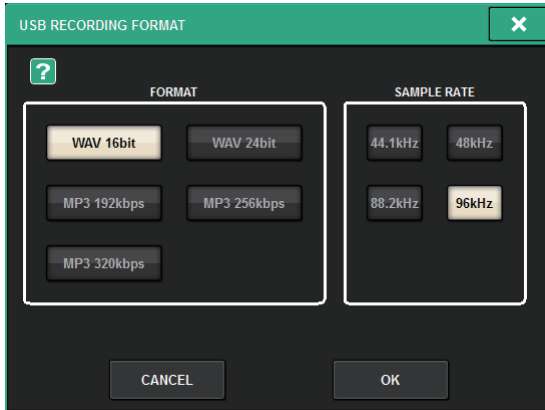 USB RECORDING FORMAT
×
?
FORMAT
SAMPLE RATE
WAV 16bit WAV 24bit
44.1kHz 48kHz
MP3 192kbps MP3 256kbps
88.2kHz 96kHz
MP3 320kbps
CANCEL OK